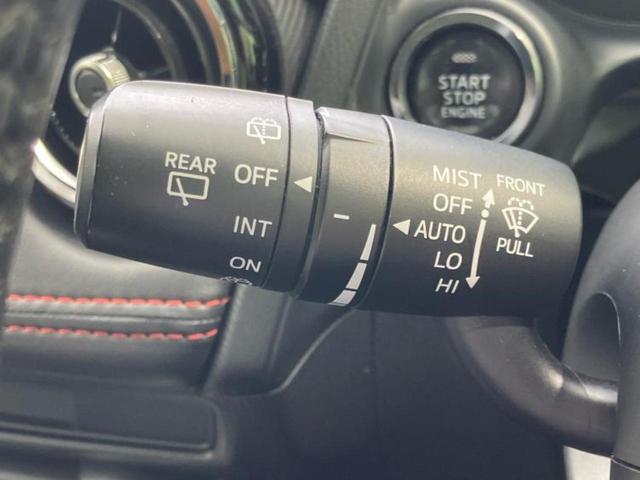 START
STOP
ENGINE
REAR
OFF
INT
ON
MIST
OFF
AUTO
LO
HI
FRONT
PULL